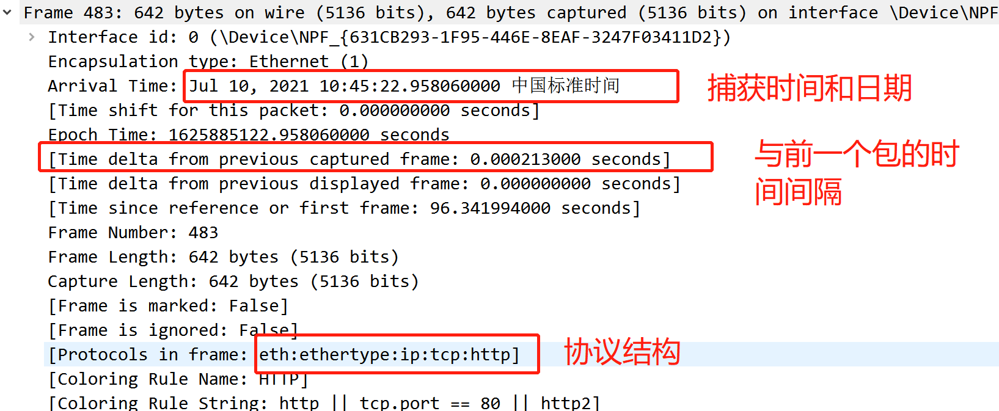 Frame 483: 642 bytes on wire (5136 bits), 642 bytes captured (5136 bits) on interface \Device\NPF
Interface id: 0 (\Device\NPF_{631CB293-1F95-446E-8EAF-3247F03411D2})
Encapsulation type: Ethernet (1)
Arrival Time: Jul 10, 2021 10:45:22.958060000 中国标准时间
捕获时间和日期
[Time shift for this packet: 0.000000000 seconds]
Epoch Time: 1625885122.958060000 seconds
[Time delta from previous captured frame: 0.000213000 seconds]
与前一个包的时
间间隔
[Time delta from previous displayed frame: 0.000000000 seconds]
[Time since reference or first frame: 96.341994000 seconds]
Frame Number: 483
Frame Length: 642 bytes (5136 bits)
Capture Length: 642 bytes (5136 bits)
[Frame is marked: False]
[Frame is ignored: False]
[Protocols in frame: eth:ethertype:ip:tcp:http]
协议结构
[Coloring Rule Name: HTTP]
[Coloring Rule String: http || tcp.port == 80 || http2]